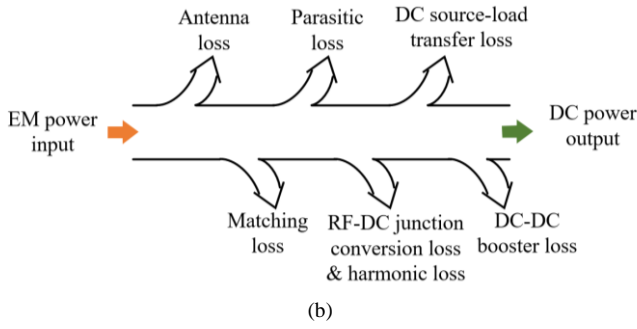 Antenna
loss
Parasitic
loss
DC source-load
transfer loss
EM power
input
DC power
output
Matching
loss
RF-DC junction
conversion loss
& harmonic loss
DC-DC
booster loss
(b)